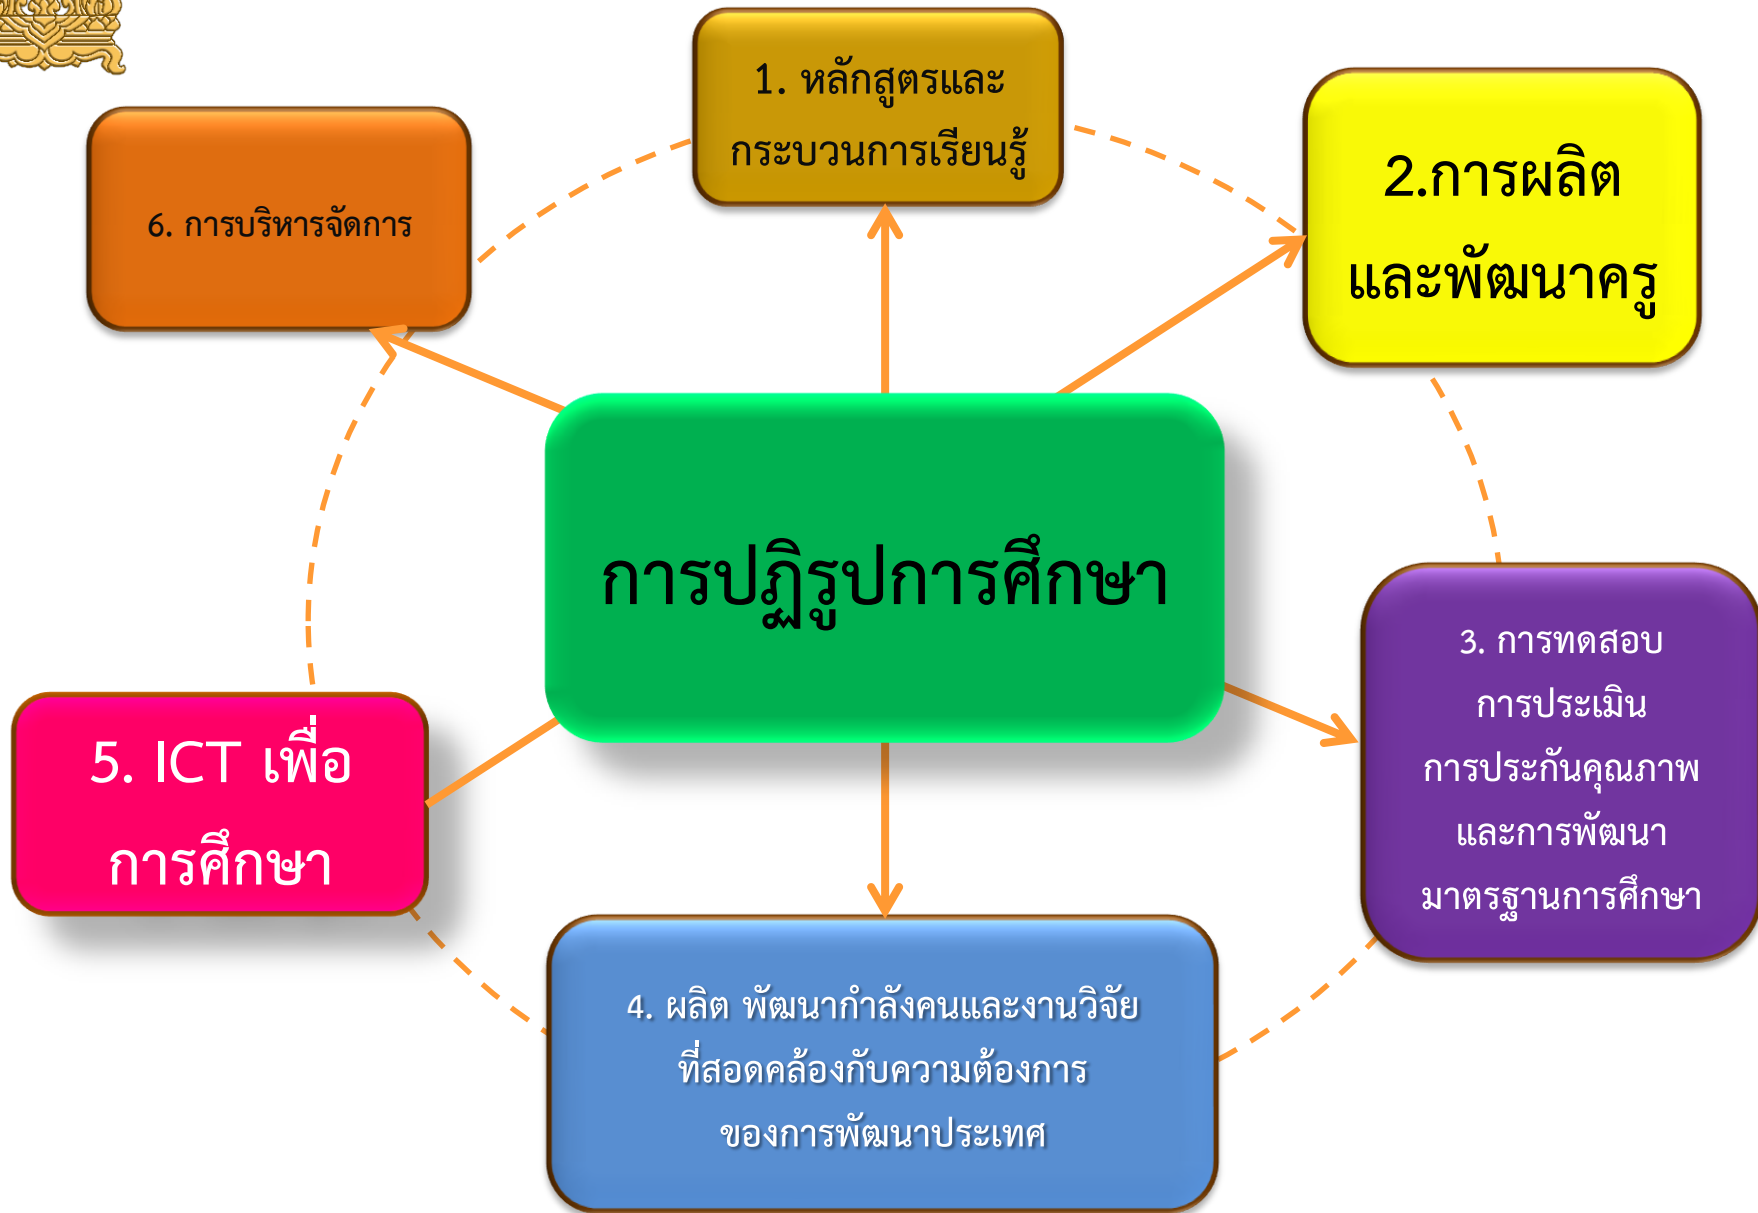 1. หลักสูตรและ
กระบวนการเรียนรู้
2.การผลิต
และพัฒนาครู
6. การบริหารจัดการ
การปฏิรูปการศึกษา
3. การทดสอบ
การประเมิน
การประกันคุณภาพ
และการพัฒนา
มาตรฐานการศึกษา
5. ICT เพื่อ
การศึกษา
4. ผลิต พัฒนากำลังคนและงานวิจัย
ที่สอดคล้องกับความต้องการ
ของการพัฒนาประเทศ